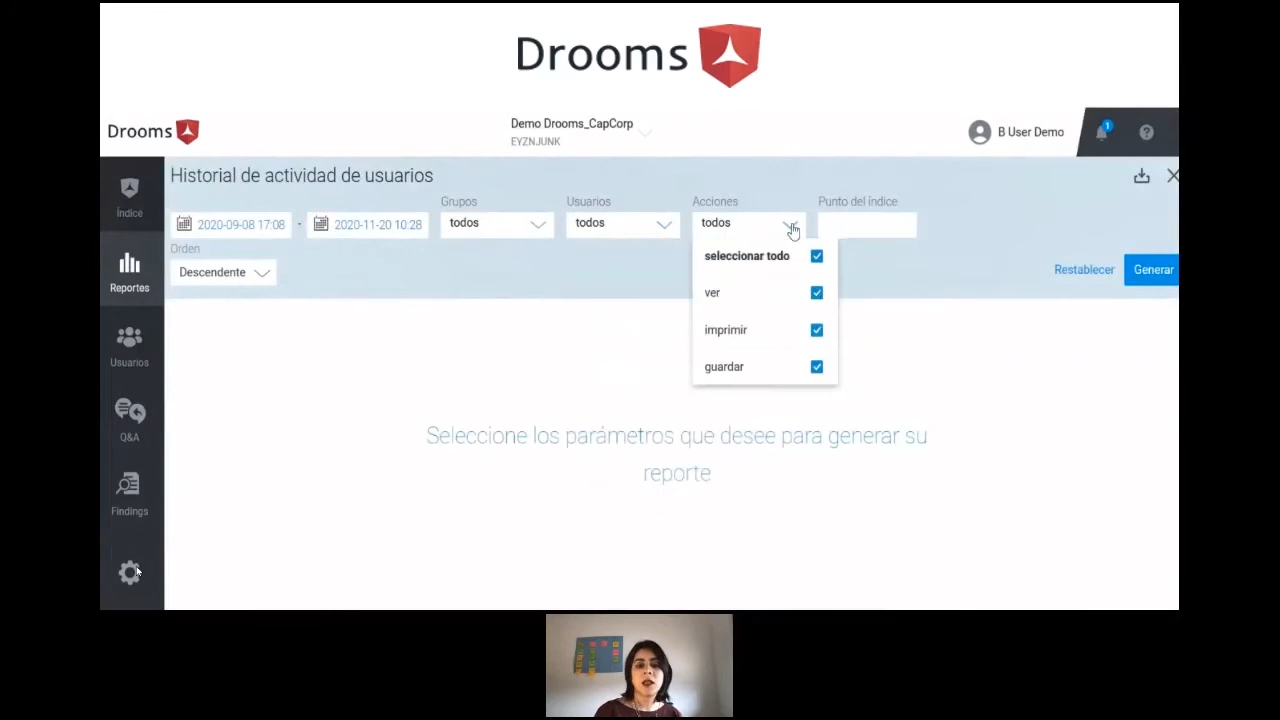 Drooms
Drooms
Demo Drooms_CapCorp
EYZNJUNK
B User Demo
1
?
Índice
Reportes
Usuarios
Q&A
Findings
Historial de actividad de usuarios
Grupos
Usuarios
Acciones
Punto del índice
2020-09-08 17:08 - 2020-11-20 10:28
todos
todos
todos
Orden
Descendente
seleccionar todo
ver
imprimir
guardar
Restablecer
Generar
Seleccione los parámetros que desee para generar su
reporte